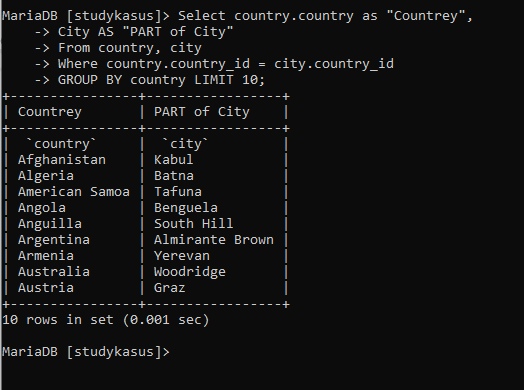 MariaDB [studykasus]> Select country.country as "Countrey",
    -> City AS "PART of City"
    -> From country, city
    -> Where country.country_id = city.country_id
    -> GROUP BY country LIMIT 10;
+----------------+-----------------+
| Countrey       | PART of City    |
+----------------+-----------------+
|  `country`     |  `city`         |
| Afghanistan    | Kabul           |
| Algeria        | Batna           |
| American Samoa | Tafuna          |
| Angola         | Benguela        |
| Anguilla       | South Hill      |
| Argentina      | Almirante Brown |
| Armenia        | Yerevan         |
| Australia      | Woodridge       |
| Austria        | Graz            |
+----------------+-----------------+
10 rows in set (0.001 sec)
MariaDB [studykasus]>